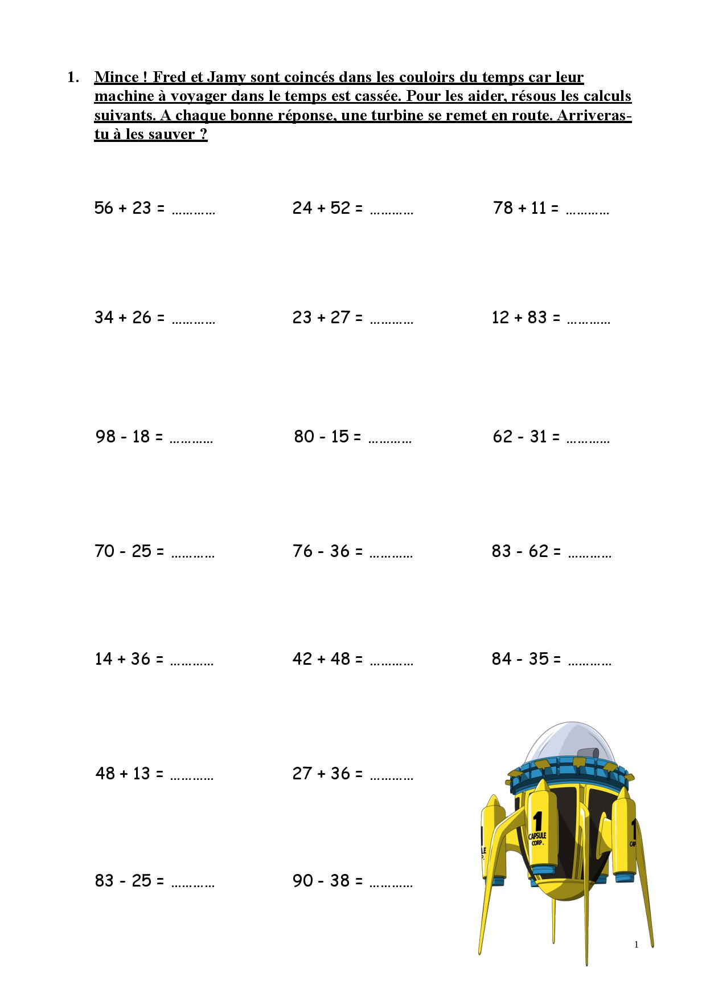 1. Mince ! Fred et Jamy sont coincés dans les couloirs du temps car leur
machine à voyager dans le temps est cassée. Pour les aider, résous les calculs
suivants. A chaque bonne réponse, une turbine se remet en route. Arriveras-
tu à les sauver ?
56 + 23 = ………… 24 + 52 = ………… 78 + 11 = …………
34 + 26 = ………… 23 + 27 = ………… 12 + 83 = …………
98 - 18 = ………… 80 - 15 = ………… 62 - 31 = …………
70 - 25 = ………… 76 - 36 = ………… 83 - 62 = …………
14 + 36 = ………… 42 + 48 = ………… 84 - 35 = …………
48 + 13 = ………… 27 + 36 = …………
1
CAPSULE
CORP.
1
CAP
LE
P.
83 - 25 = ………… 90 - 38 = …………
1